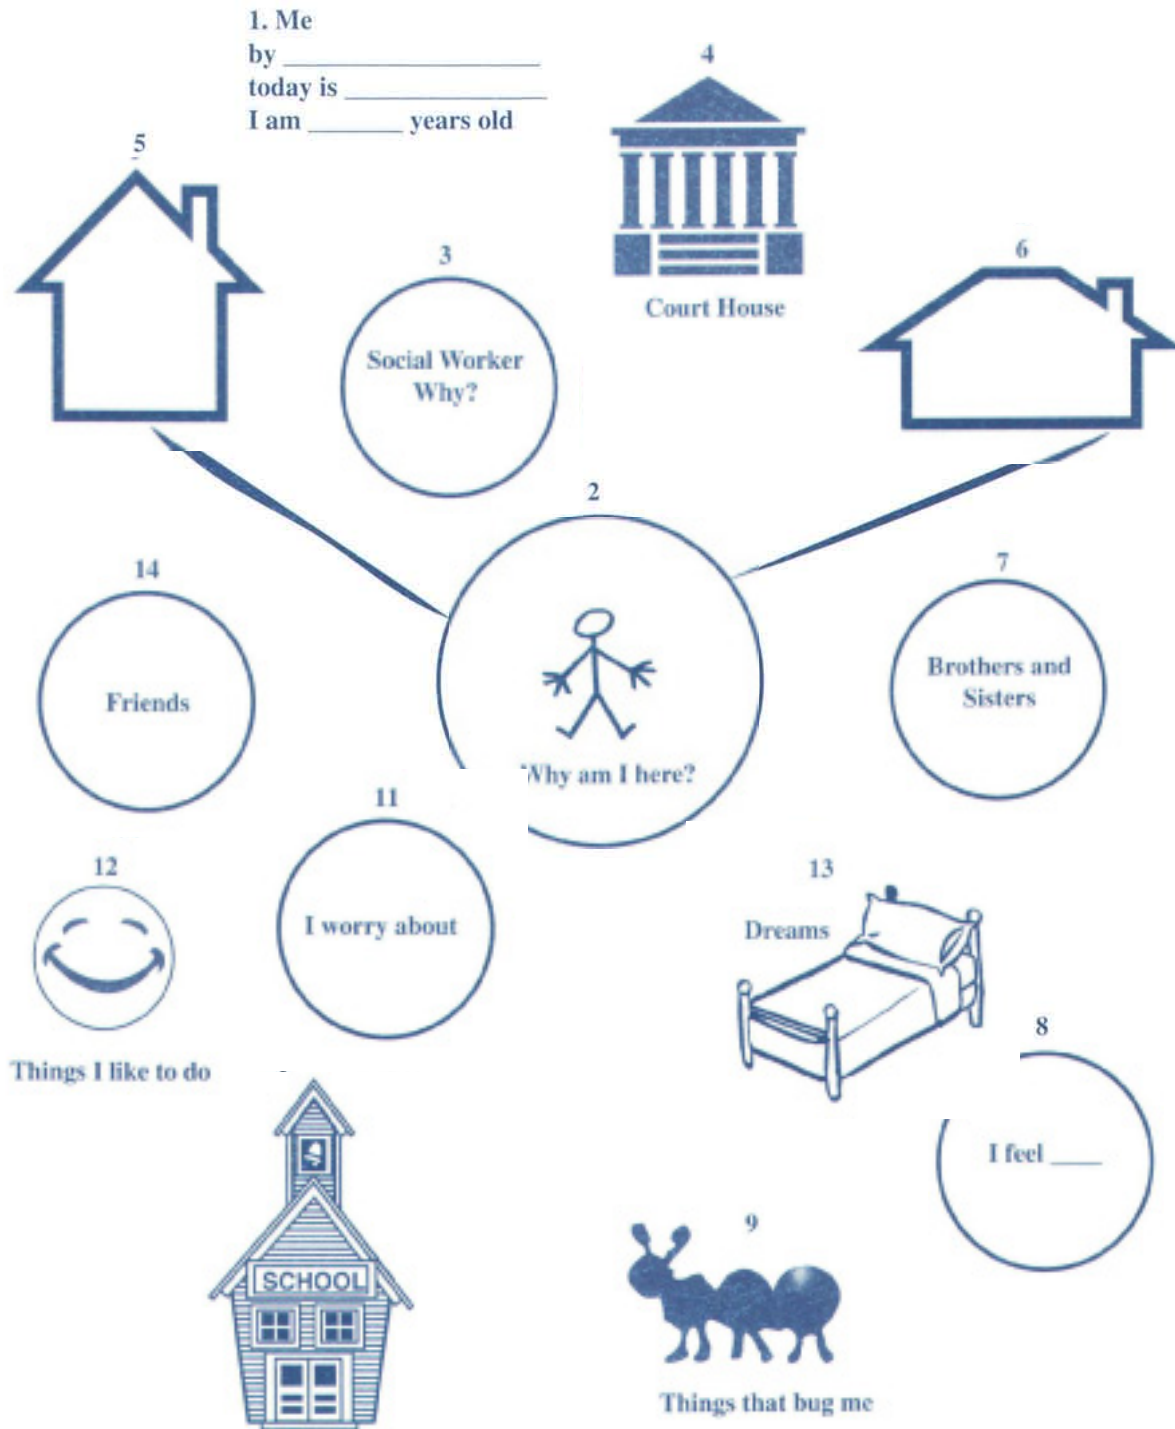 1. Me
by ____________________
today is ________________
I am _______ years old
4
Court House
5
3
Social Worker
Why?
6
2
Why am I here?
14
Friends
7
Brothers and
Sisters
11
I worry about
12
Things I like to do
13
Dreams
8
I feel ____
SCHOOL
9
Things that bug me